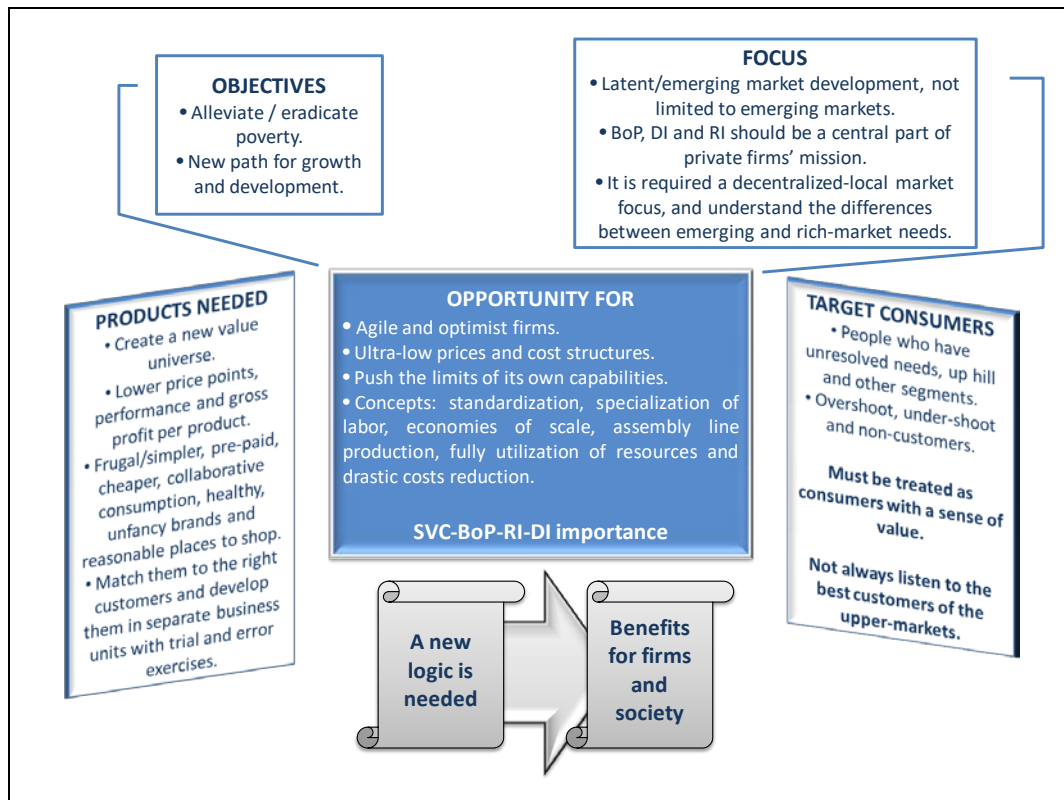 OBJECTIVES
• Alleviate / eradicate
poverty.
• New path for growth
and development.
FOCUS
• Latent/emerging market development, not
limited to emerging markets.
• BoP, DI and RI should be a central part of
private firms’ mission.
• It is required a decentralized-local market
focus, and understand the differences
between emerging and rich-market needs.
PRODUCTS NEEDED
• Create a new value
universe.
• Lower price points,
performance and gross
profit per product.
• Frugal/simpler, pre-paid,
cheaper, collaborative
consumption, healthy,
unfancy brands and
reasonable places to shop.
• Match them to the right
customers and develop
them in separate business
units with trial and error
exercises.
OPPORTUNITY FOR
• Agile and optimist firms.
• Ultra-low prices and cost structures.
• Push the limits of its own capabilities.
• Concepts: standardization, specialization of
labor, economies of scale, assembly line
production, fully utilization of resources and
drastic costs reduction.
SVC-BoP-RI-DI importance
TARGET CONSUMERS
• People who have
unresolved needs, up hill
and other segments.
• Overshoot, under-shoot
and non-customers.
Must be treated as
consumers with a sense of
value.
Not always listen to the
best customers of the
upper-markets.
A new
logic is
needed
Benefits
for firms
and
society